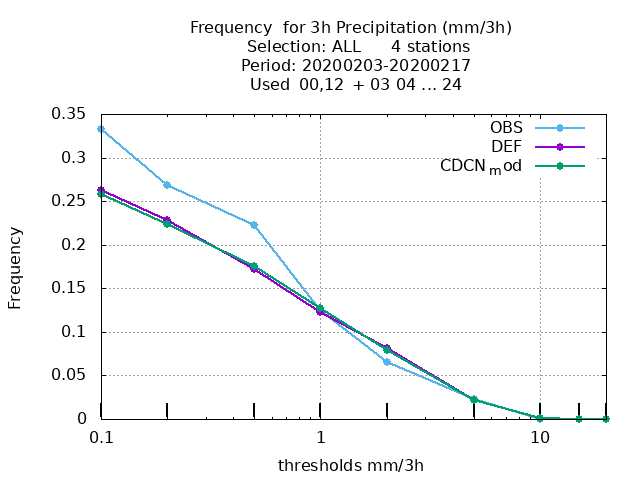 Frequency  for 3h Precipitation (mm/3h)
Selection: ALL      4 stations
Period: 20200203-20200217
Used  00,12  + 03 04 ... 24
OBS
DEF
CDCN_mod
Frequency
0.35
0.3
0.25
0.2
0.15
0.1
0.05
0
0.1 1 10
thresholds mm/3h